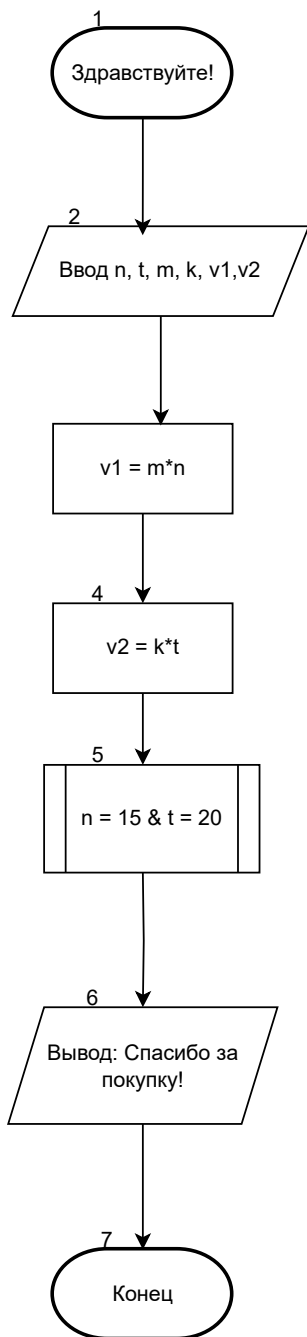 1
Здравствуйте!
2
Ввод n, t, m, k, v1,v2
v1 = m*n
4
v2 = k*t
5
n = 15 & t = 20
6
Вывод: Спасибо за
покупку!
7
Конец